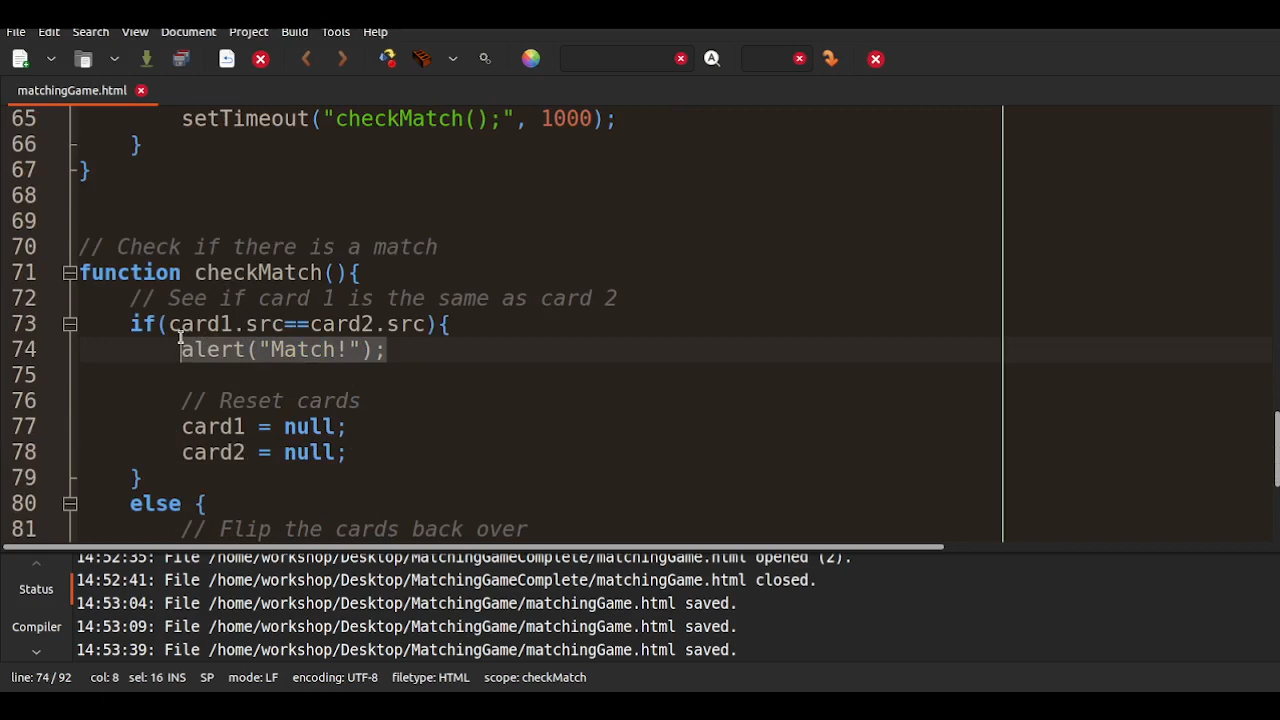 File Edit Search View Document Project Build Tools Help
matchingGame.html
65 setTimeout("checkMatch();", 1000);
66 }
67 }
68
69
70 // Check if there is a match
71 function checkMatch(){
72 // See if card 1 is the same as card 2
73 if(card1.src==card2.src){
74 alert("Match!");
75
76 // Reset cards
77 card1 = null;
78 card2 = null;
79 }
80 else {
81 // Flip the cards back over
14:52:35: File /home/workshop/Desktop/MatchingGameComplete/matchingGame.html opened (2).
Status
14:52:41: File /home/workshop/Desktop/MatchingGameComplete/matchingGame.html closed.
14:53:04: File /home/workshop/Desktop/MatchingGame/matchingGame.html saved.
Compiler
14:53:09: File /home/workshop/Desktop/MatchingGame/matchingGame.html saved.
14:53:39: File /home/workshop/Desktop/MatchingGame/matchingGame.html saved.
line: 74 / 92 col: 8 sel: 16 INS SP mode: LF encoding: UTF-8 filetype: HTML scope: checkMatch